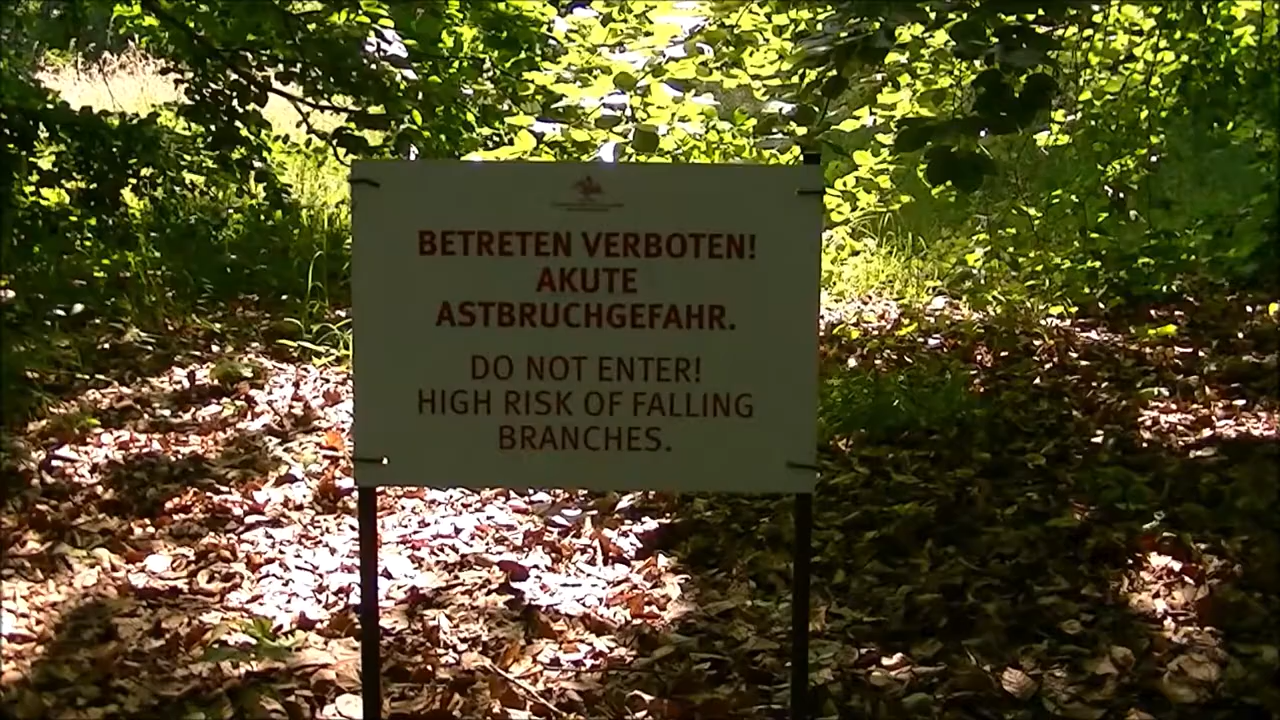 BETRETEN VERBOTEN!
AKUTE
ASTBRUCHGEFAHR.
DO NOT ENTER!
HIGH RISK OF FALLING
BRANCHES.